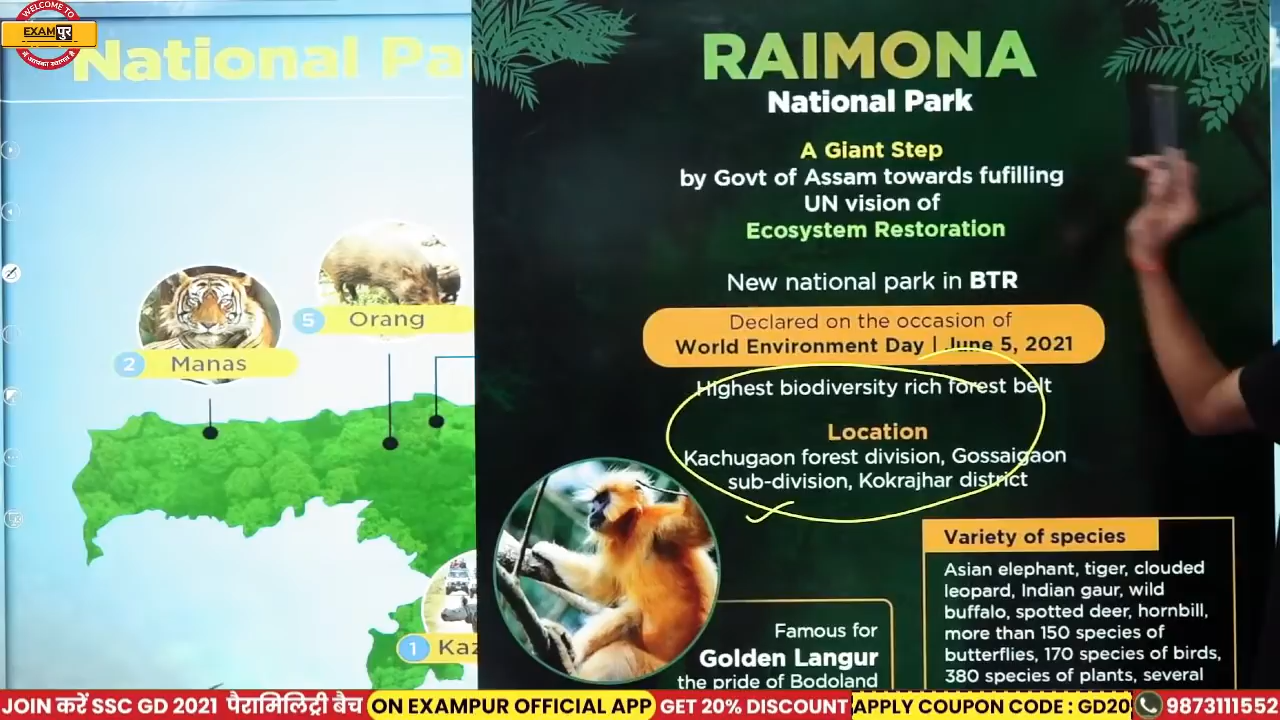 WELCOME TO
EXAMपुर
National Pa
RAIMONA
National Park
A Giant Step
by Govt of Assam towards fufilling
UN vision of
Ecosystem Restoration
New national park in BTR
Declared on the occasion of
World Environment Day | June 5, 2021
Highest biodiversity rich forest belt
Location
Kachugaon forest division, Gossaigaon
sub-division, Kokrajhar district
5 Orang
2 Manas
1 Kaz
Famous for
Golden Langur
the pride of Bodoland
Variety of species
Asian elephant, tiger, clouded
leopard, Indian gaur, wild
buffalo, spotted deer, hornbill,
more than 150 species of
butterflies, 170 species of birds,
380 species of plants, several
JOIN करें SSC GD 2021 पैरामिलिट्री बैच ON EXAMPUR OFFICIAL APP GET 20% DISCOUNT APPLY COUPON CODE : GD20 9873111552